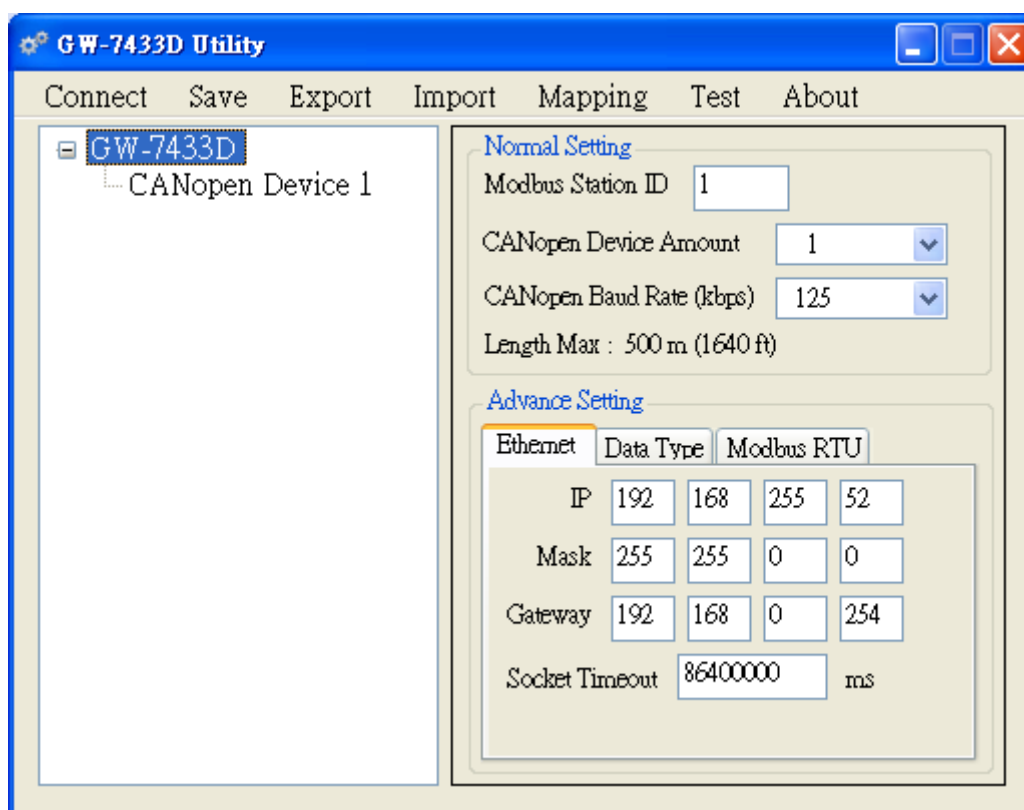 GW-7433D Utility
Connect Save Export Import Mapping Test About
GW-7433D
CANopen Device 1
Normal Setting
Modbus Station ID 1
CANopen Device Amount 1
CANopen Baud Rate (kbps) 125
Length Max : 500 m (1640 ft)
Advance Setting
Ethernet Data Type Modbus RTU
IP 192 168 255 52
Mask 255 255 0 0
Gateway 192 168 0 254
Socket Timeout 86400000 ms